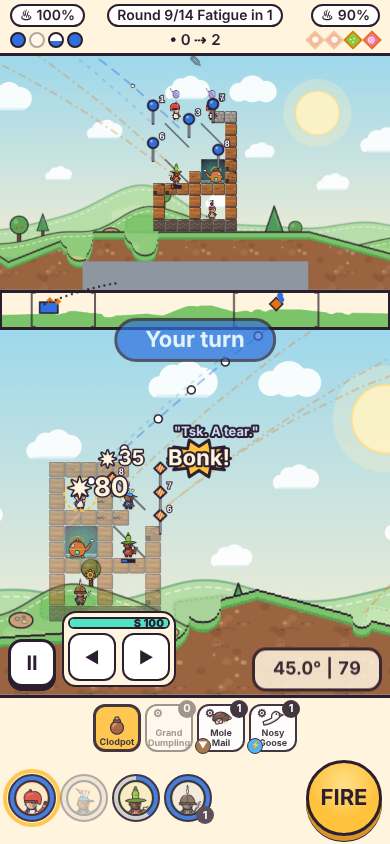 100%
Round 9/14 Fatigue in 1
90%
• 0 ⇢ 2
1
3
6
8
Your turn
"Tsk. A tear."
35
Bonk!
80
8
7
6
S 100
45.0° | 79
Clodpot
0
Grand Dumpling
1
Mole Mail
1
Nosy Goose
1
FIRE